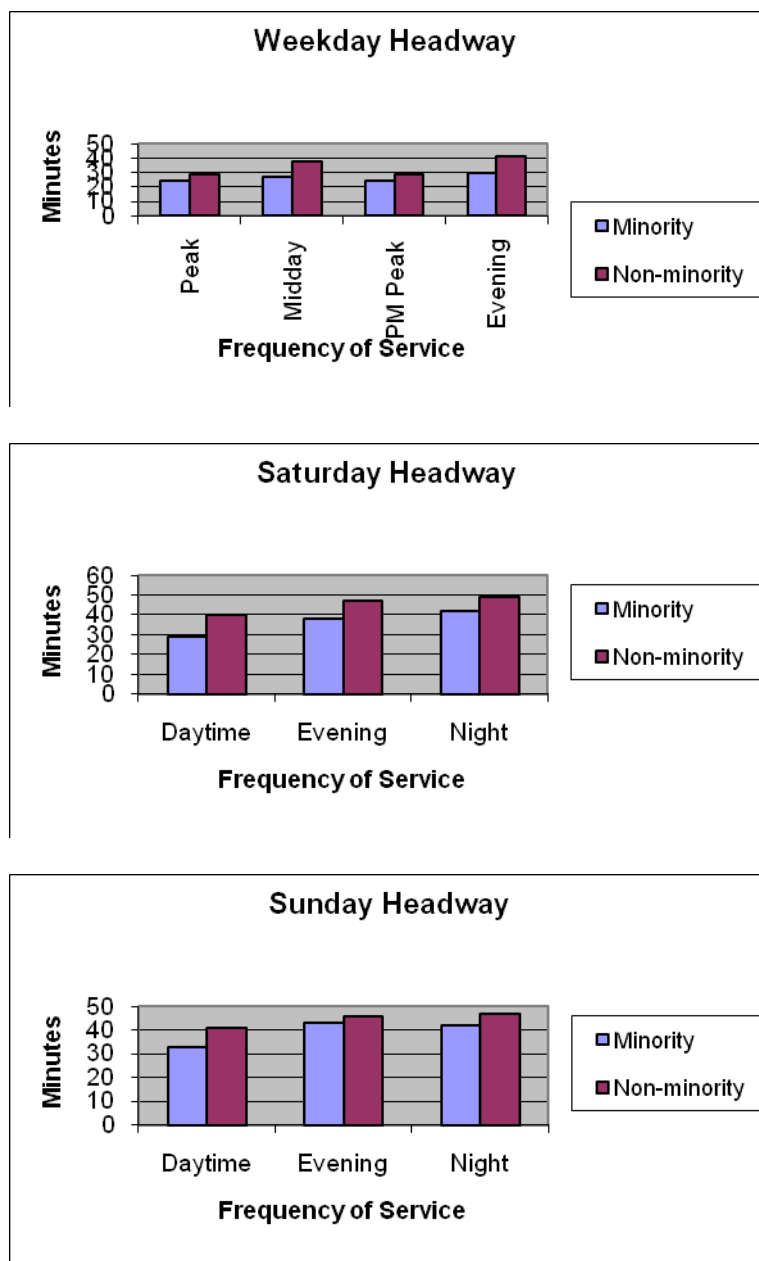 Weekday Headway
Minutes
50
40
30
20
10
0
Peak
Midday
PM Peak
Evening
Frequency of Service
Minority
Non-minority
Saturday Headway
Minutes
60
50
40
30
20
10
0
Daytime Evening Night
Frequency of Service
Minority
Non-minority
Sunday Headway
Minutes
50
40
30
20
10
0
Daytime Evening Night
Frequency of Service
Minority
Non-minority